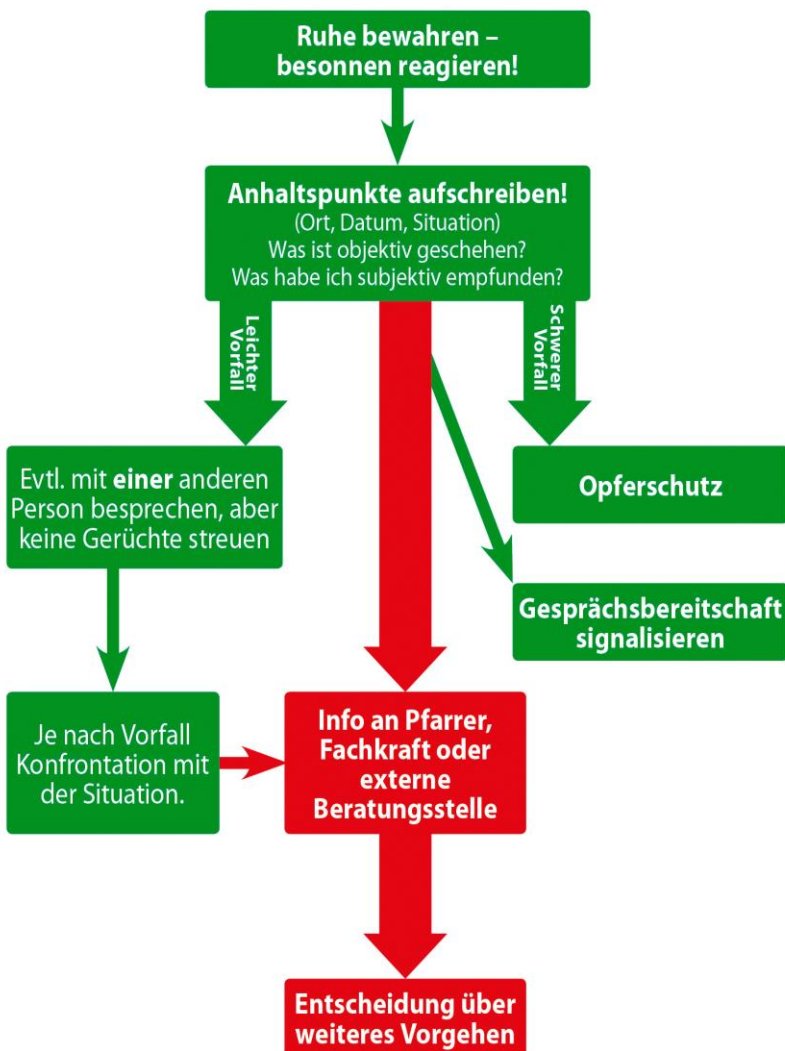 Ruhe bewahren –
besonnen reagieren!
Anhaltspunkte aufschreiben!
(Ort, Datum, Situation)
Was ist objektiv geschehen?
Was habe ich subjektiv empfunden?
Leichter
Vorfall
Schwerer
Vorfall
Evtl. mit einer anderen
Person besprechen, aber
keine Gerüchte streuen
Opferschutz
Gesprächsbereitschaft
signalisieren
Je nach Vorfall
Konfrontation mit
der Situation.
Info an Pfarrer,
Fachkraft oder
externe
Beratungsstelle
Entscheidung über
weiteres Vorgehen